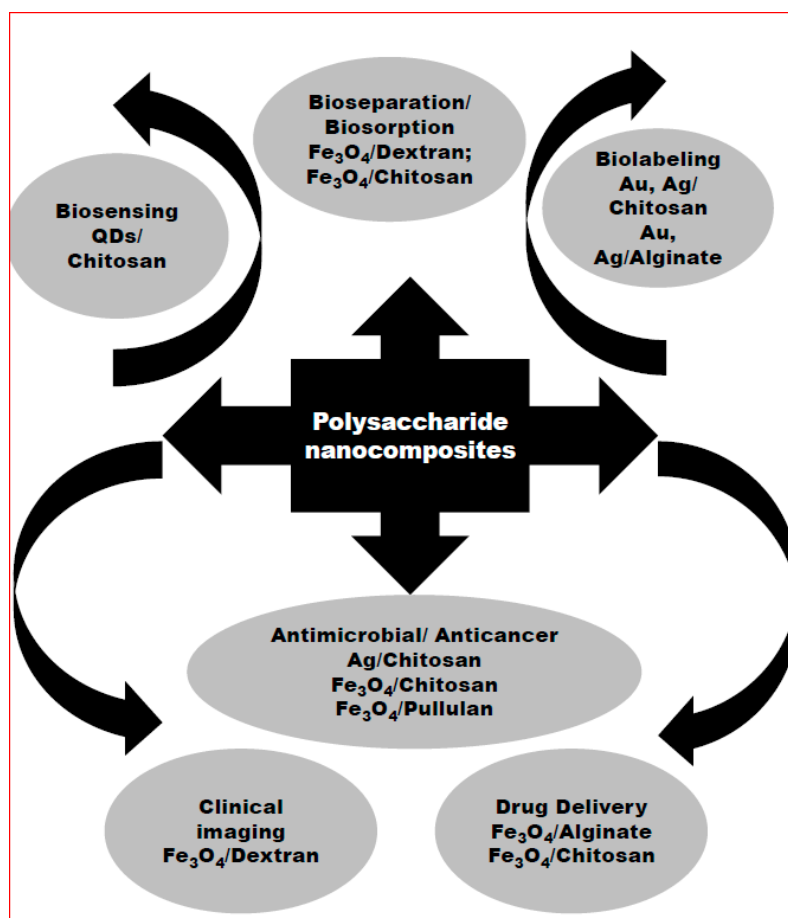 Bioseparation/
Biosorption
Fe₃O₄/Dextran;
Fe₃O₄/Chitosan
Biosensing
QDs/
Chitosan
Biolabeling
Au, Ag/
Chitosan
Au,
Ag/Alginate
Polysaccharide
nanocomposites
Antimicrobial/ Anticancer
Ag/Chitosan
Fe₃O₄/Chitosan
Fe₃O₄/Pullulan
Clinical
imaging
Fe₃O₄/Dextran
Drug Delivery
Fe₃O₄/Alginate
Fe₃O₄/Chitosan